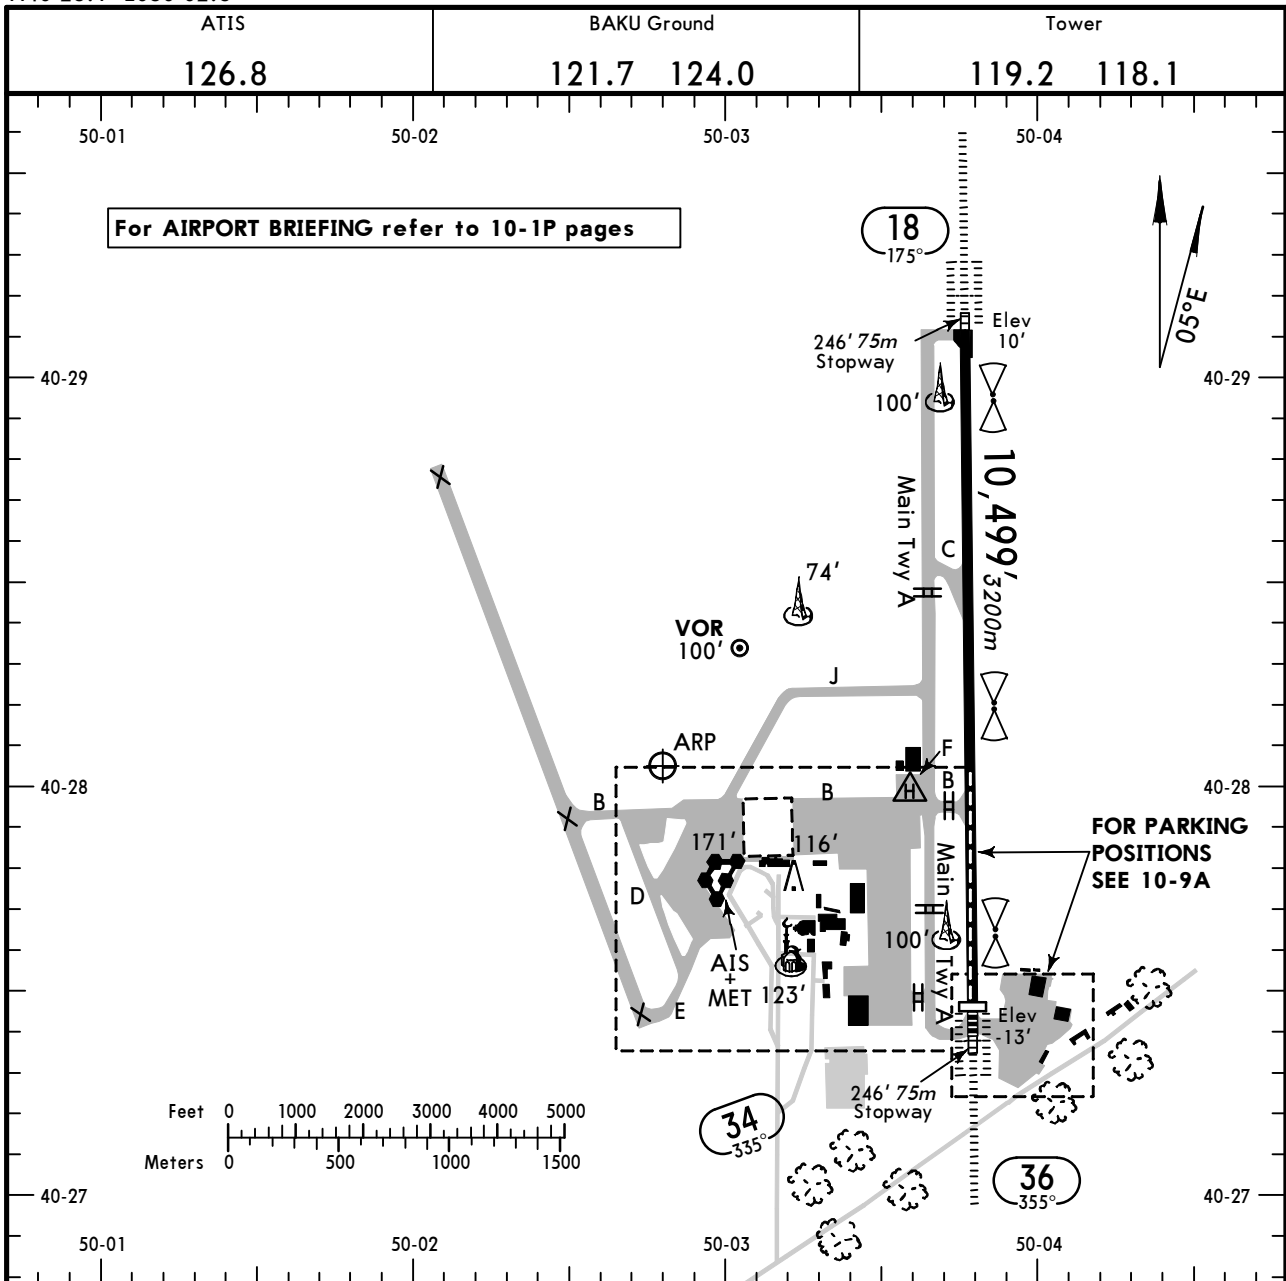 ATIS
BAKU Ground
Tower
126.8
121.7 124.0
119.2 118.1
50-01
50-02
50-03
50-04
For AIRPORT BRIEFING refer to 10-1P pages
18
175°
05°E
246' 75m
Stopway
Elev
10'
40-29
40-29
100'
Main Twy A
10,499' 3200m
C
74'
VOR
100'
J
ARP
F
40-28
B
B
B
40-28
FOR PARKING
POSITIONS
SEE 10-9A
171'
116'
H
Main Twy A
D
100'
AIS
+
MET
123'
E
Elev
-13'
246' 75m
Stopway
34
335°
Feet 0 1000 2000 3000 4000 5000
Meters 0 500 1000 1500
36
355°
40-27
40-27
50-01
50-02
50-03
50-04